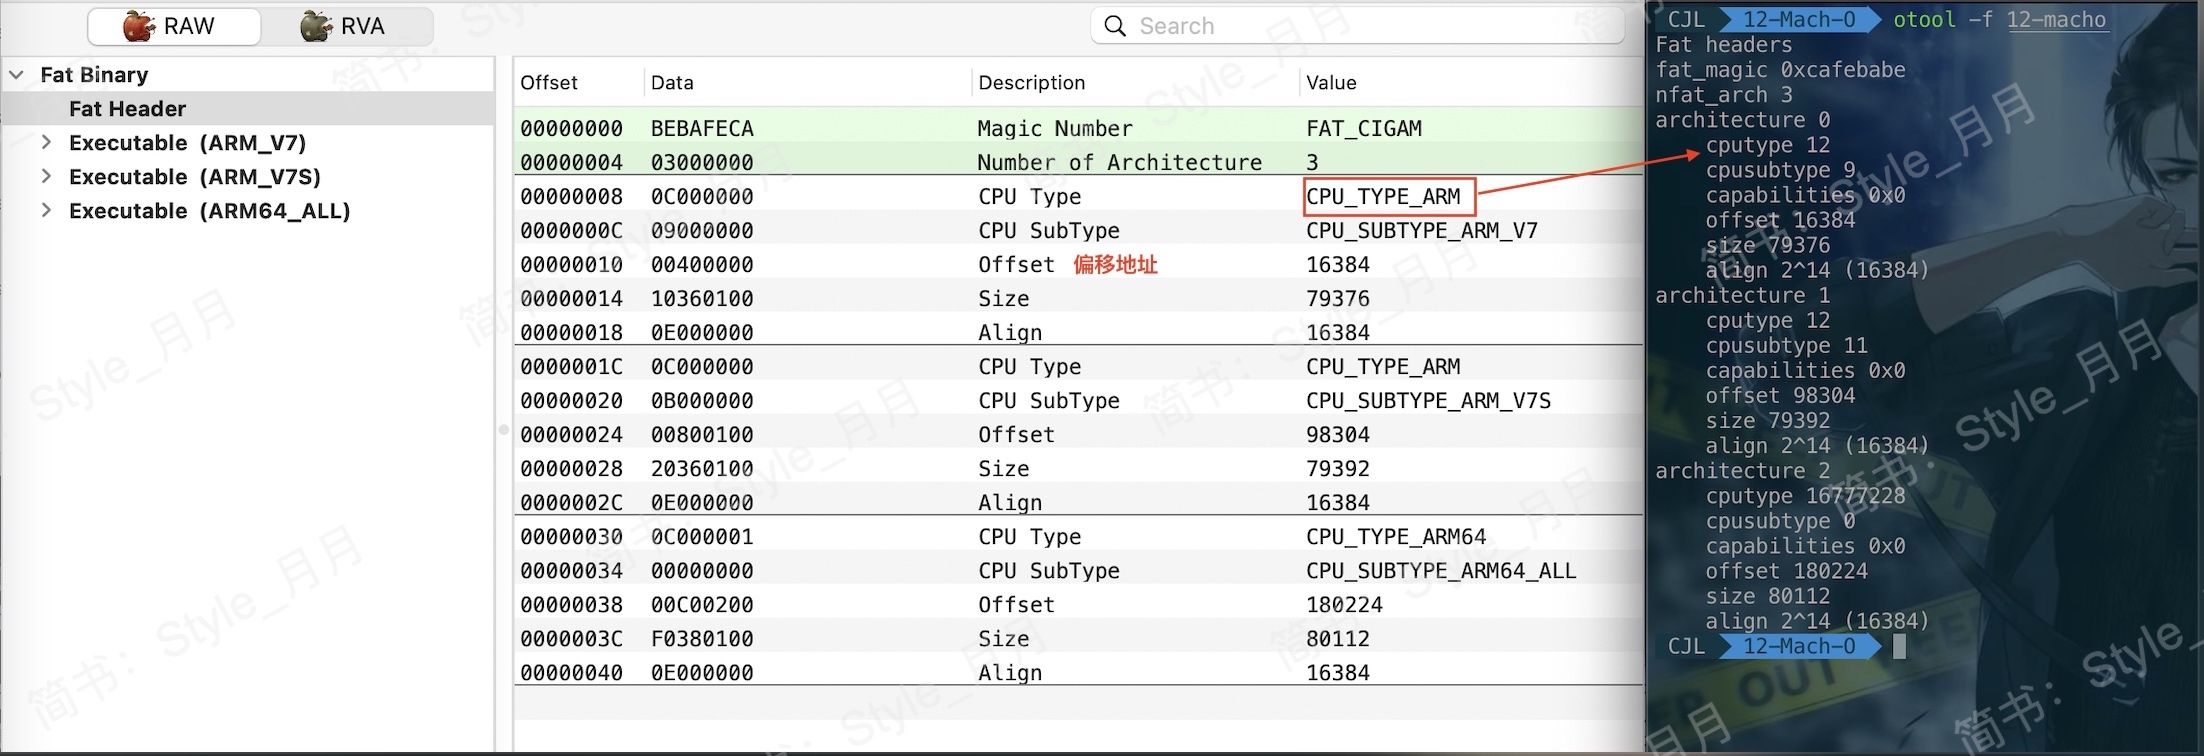 RAW RVA
Search
Fat Binary
Fat Header
Executable (ARM_V7)
Executable (ARM_V7S)
Executable (ARM64_ALL)
Offset Data Description Value
00000000 BEBAFECA Magic Number FAT_CIGAM
00000004 03000000 Number of Architecture 3
00000008 0C000000 CPU Type CPU_TYPE_ARM
0000000C 09000000 CPU SubType CPU_SUBTYPE_ARM_V7
00000010 00400000 Offset 偏移地址 16384
00000014 10360100 Size 79376
00000018 0E000000 Align 16384
0000001C 0C000000 CPU Type CPU_TYPE_ARM
00000020 0B000000 CPU SubType CPU_SUBTYPE_ARM_V7S
00000024 00800100 Offset 98304
00000028 20360100 Size 79392
0000002C 0E000000 Align 16384
00000030 0C000001 CPU Type CPU_TYPE_ARM64
00000034 00000000 CPU SubType CPU_SUBTYPE_ARM64_ALL
00000038 00C00200 Offset 180224
0000003C F0380100 Size 80112
00000040 0E000000 Align 16384
CJL 12-Mach-O otool -f 12-macho
Fat headers
fat_magic 0xcafebabe
nfat_arch 3
architecture 0
cputype 12
cpusubtype 9
capabilities 0x0
offset 16384
size 79376
align 2^14 (16384)
architecture 1
cputype 12
cpusubtype 11
capabilities 0x0
offset 98304
size 79392
align 2^14 (16384)
architecture 2
cputype 16777228
cpusubtype 0
capabilities 0x0
offset 180224
size 80112
align 2^14 (16384)
CJL 12-Mach-O
简书：Style_月月